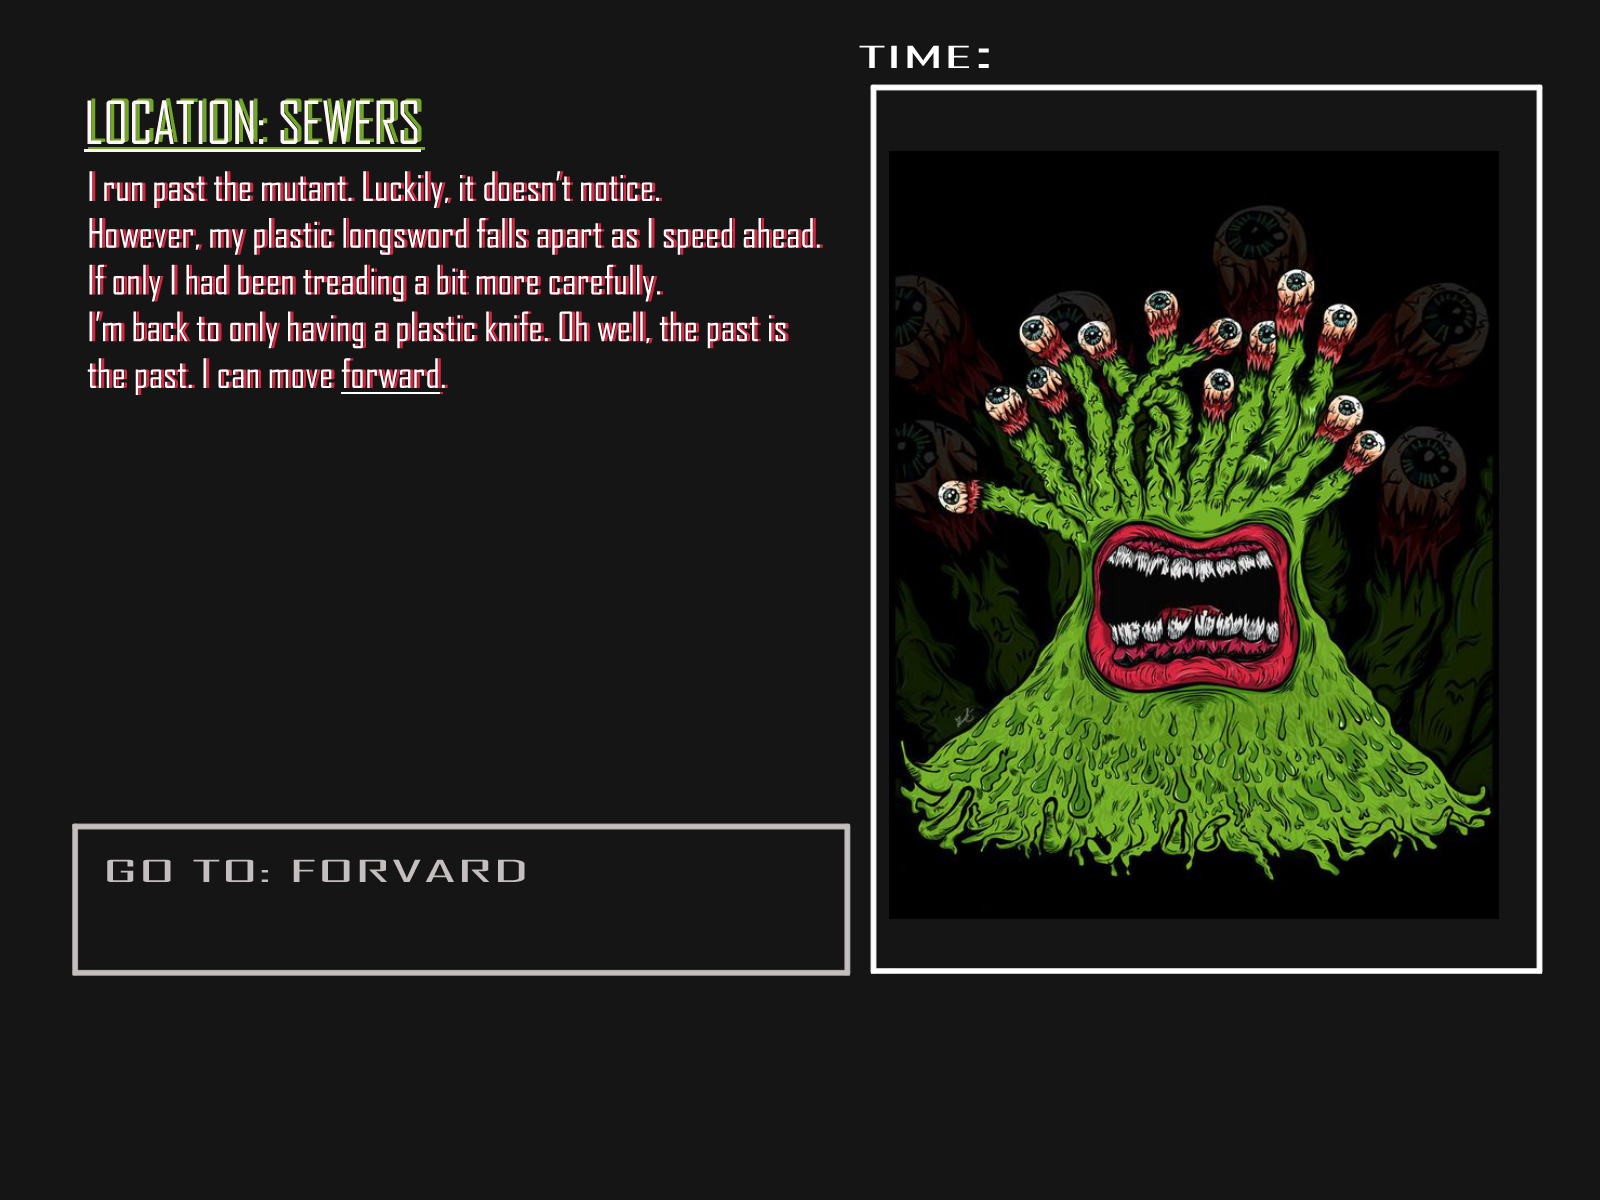 TIME:
LOCATION: SEWERS
I run past the mutant. Luckily, it doesn't notice.
However, my plastic longsword falls apart as I speed ahead.
If only I had been treading a bit more carefully.
I'm back to only having a plastic knife. Oh well, the past is
the past. I can move forward.
GO TO: FORVARD